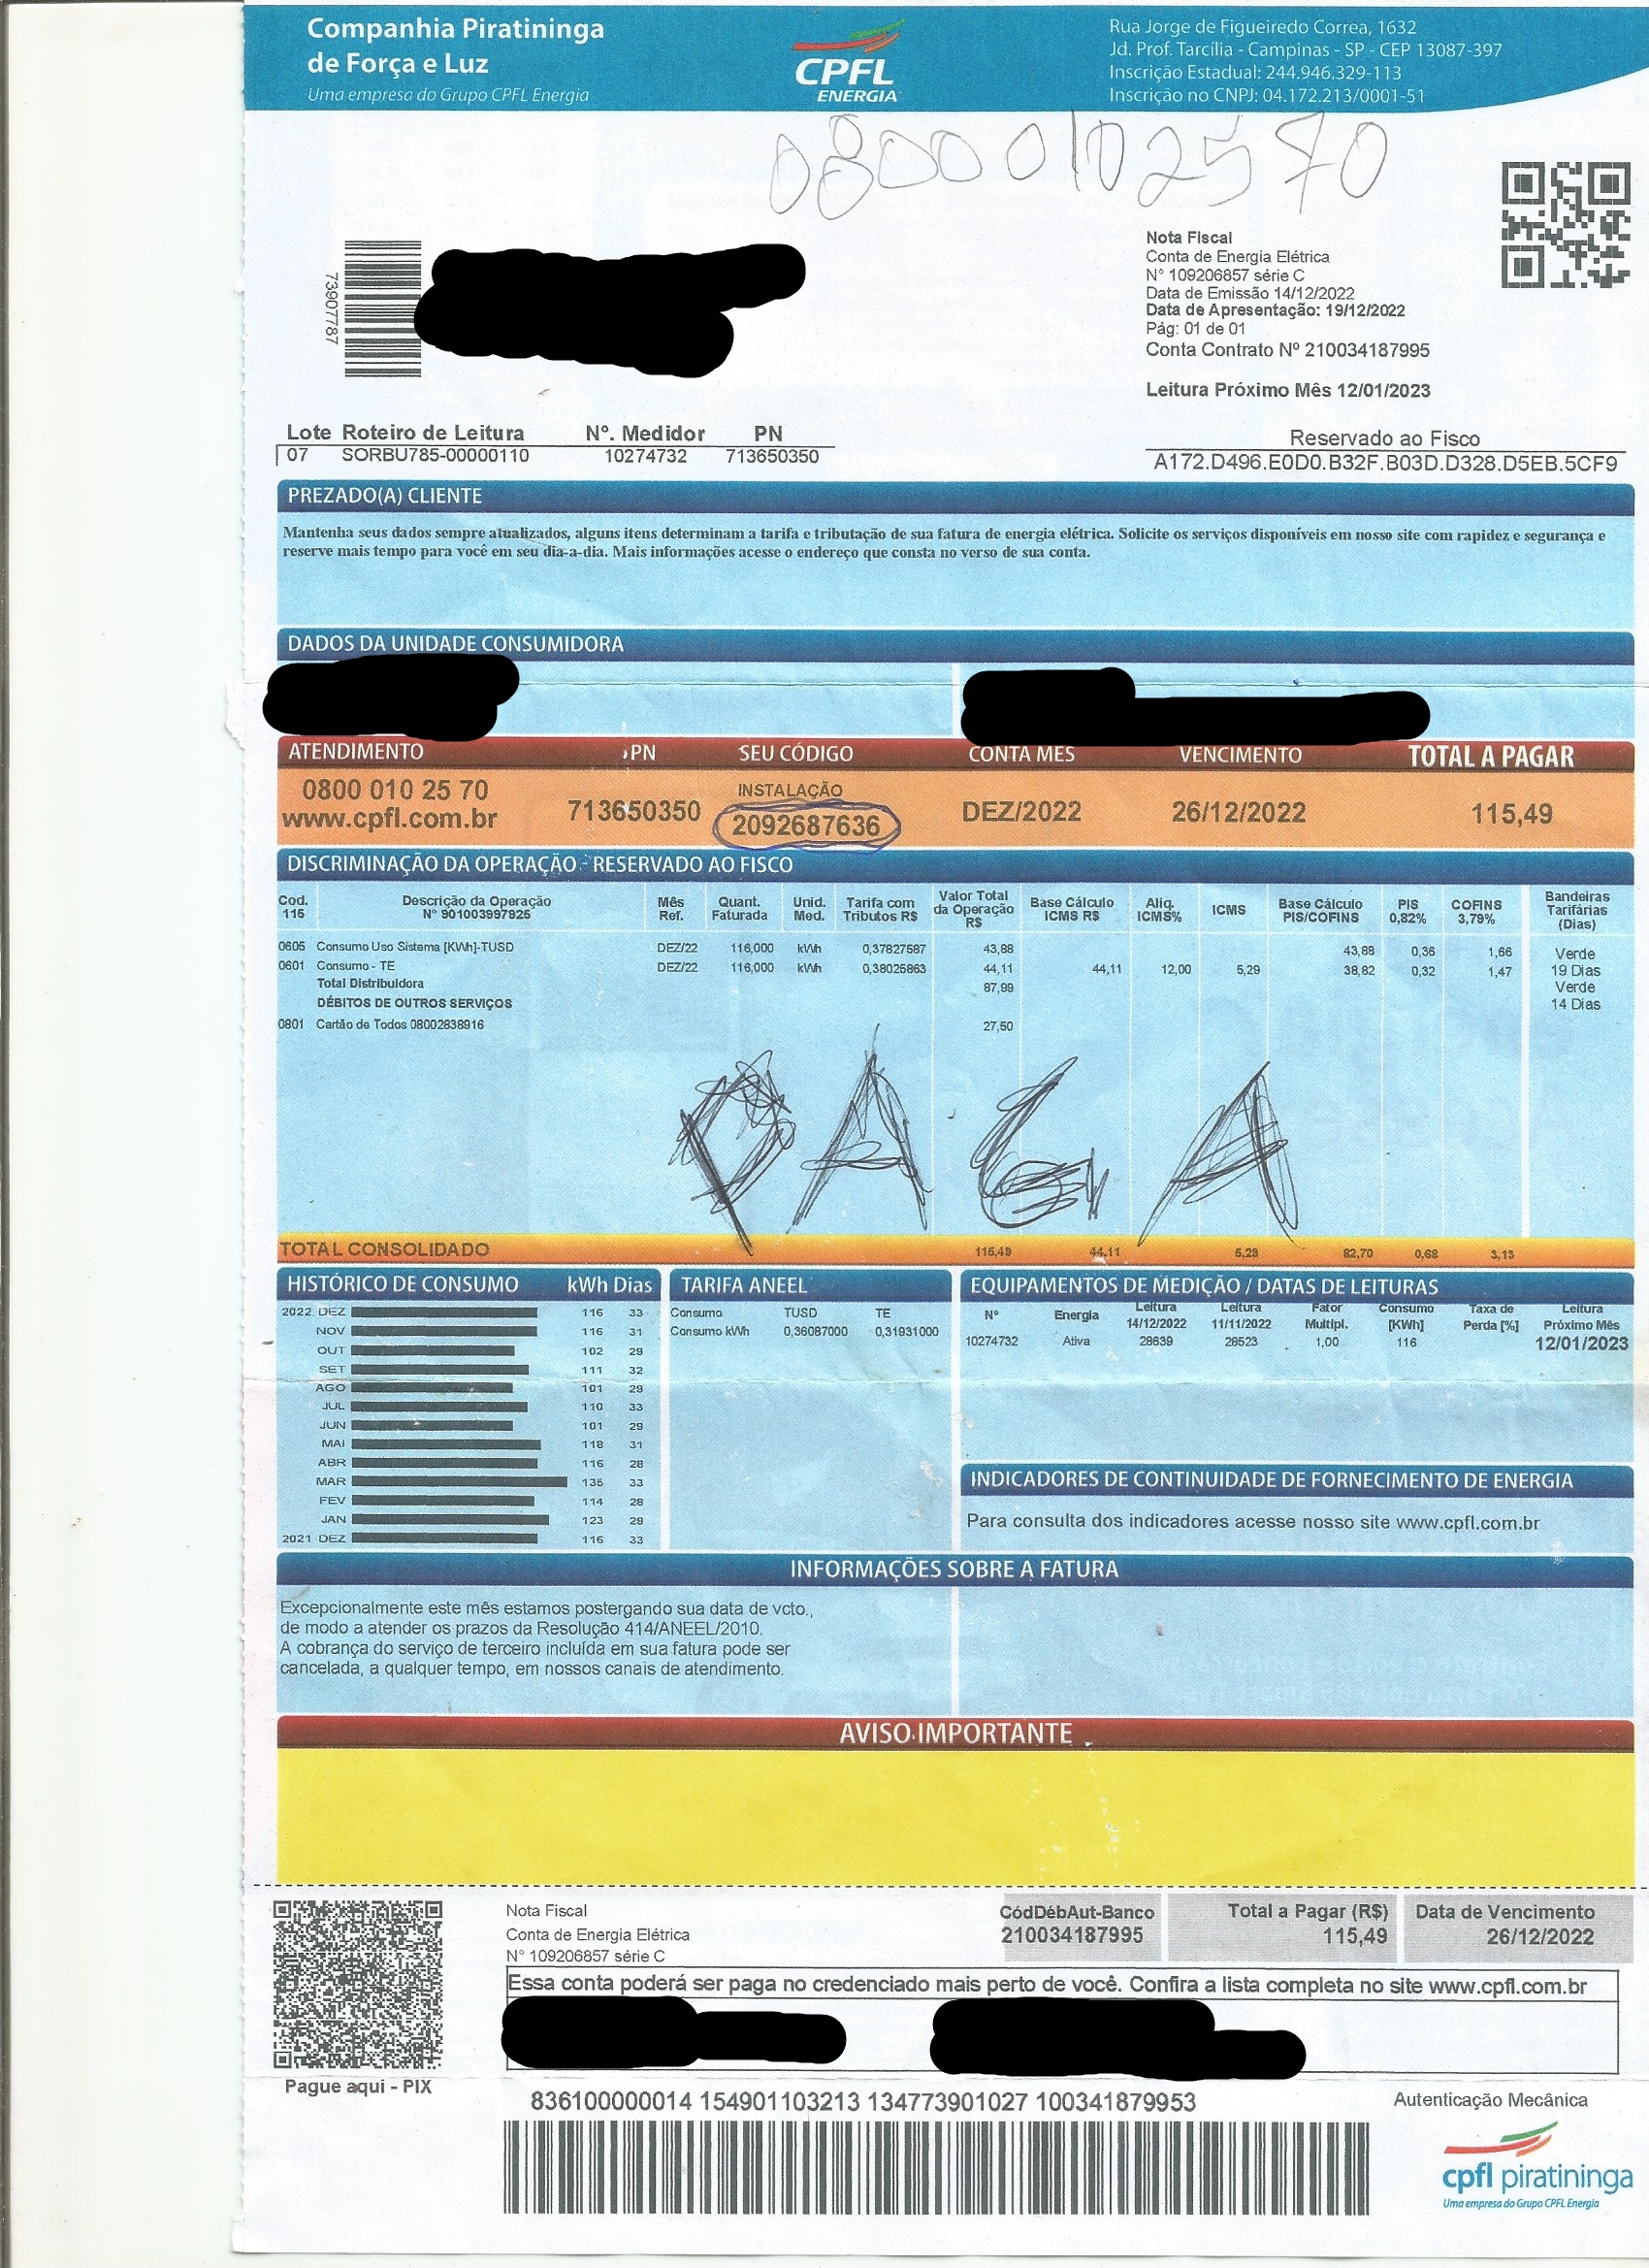 Companhia Piratininga
de Força e Luz
Uma empresa do Grupo CPFL Energia
CPFL
ENERGIA
Rua Jorge de Figueiredo Correa, 1632
Jd. Prof. Tarcília - Campinas - SP - CEP 13087-397
Inscrição Estadual: 244.946.329-113
Inscrição no CNPJ: 04.172.213/0001-51
08000102570
73907787
Nota Fiscal
Conta de Energia Elétrica
N° 109206857 série C
Data de Emissão 14/12/2022
Data de Apresentação: 19/12/2022
Pág: 01 de 01
Conta Contrato Nº 210034187995
Leitura Próximo Mês 12/01/2023
Lote Roteiro de Leitura Nº. Medidor PN
07 SORBU785-00000110 10274732 713650350
Reservado ao Fisco
A172.D496.E0D0.B32F.B03D.D328.D5EB.5CF9
PREZADO(A) CLIENTE
Mantenha seus dados sempre atualizados, alguns itens determinam a tarifa e tributação de sua fatura de energia elétrica. Solicite os serviços disponíveis em nosso site com rapidez e segurança e
reserve mais tempo para você em seu dia-a-dia. Mais informações acesse o endereço que consta no verso de sua conta.
DADOS DA UNIDADE CONSUMIDORA
ATENDIMENTO PN SEU CÓDIGO CONTA MES VENCIMENTO TOTAL A PAGAR
0800 010 25 70
www.cpfl.com.br
713650350
INSTALAÇÃO
2092687636
DEZ/2022 26/12/2022 115,49
DISCRIMINAÇÃO DA OPERAÇÃO - RESERVADO AO FISCO
Cod. 115 Descrição da Operação Nº 901003997925 Mês Ref. Quant. Faturada Unid. Med. Tarifa com Tributos R$ Valor Total da Operação R$ Base Cálculo ICMS R$ Aliq. ICMS% ICMS Base Cálculo PIS/COFINS PIS 0,82% COFINS 3,79% Bandeiras Tarifárias (Dias)
0605 Consumo Uso Sistema [KWh]-TUSD DEZ/22 116,000 kWh 0,37827587 43,88 43,88 0,36 1,66 Verde
0601 Consumo - TE DEZ/22 116,000 kWh 0,38025863 44,11 44,11 12,00 5,29 38,82 0,32 1,47 19 Dias
Total Distribuidora 87,99 Verde
DÉBITOS DE OUTROS SERVIÇOS 14 Dias
0801 Cartão de Todos 08002838916 27,50
PAGA
TOTAL CONSOLIDADO 115,49 44,11 5,29 82,70 0,68 3,13
HISTÓRICO DE CONSUMO kWh Dias
2022 DEZ 116 33
NOV 116 31
OUT 102 29
SET 111 32
AGO 101 29
JUL 110 33
JUN 101 29
MAI 118 31
ABR 116 28
MAR 135 33
FEV 114 28
JAN 123 29
2021 DEZ 116 33
TARIFA ANEEL
Consumo TUSD TE
Consumo kWh 0,36087000 0,31931000
EQUIPAMENTOS DE MEDIÇÃO / DATAS DE LEITURAS
Nº Energia Leitura 14/12/2022 Leitura 11/11/2022 Fator Multipl. Consumo [KWh] Taxa de Perda [%] Leitura Próximo Mês
10274732 Ativa 28639 28523 1,00 116 12/01/2023
INDICADORES DE CONTINUIDADE DE FORNECIMENTO DE ENERGIA
Para consulta dos indicadores acesse nosso site www.cpfl.com.br
INFORMAÇÕES SOBRE A FATURA
Excepcionalmente este mês estamos postergando sua data de vcto.,
de modo a atender os prazos da Resolução 414/ANEEL/2010.
A cobrança do serviço de terceiro incluída em sua fatura pode ser
cancelada, a qualquer tempo, em nossos canais de atendimento.
AVISO IMPORTANTE
Pague aqui - PIX
Nota Fiscal
Conta de Energia Elétrica
N° 109206857 série C
CódDébAut-Banco
210034187995
Total a Pagar (R$)
115,49
Data de Vencimento
26/12/2022
Essa conta poderá ser paga no credenciado mais perto de você. Confira a lista completa no site www.cpfl.com.br
836100000014 154901103213 134773901027 100341879953
Autenticação Mecânica
cpfl piratininga
Uma empresa do Grupo CPFL Energia